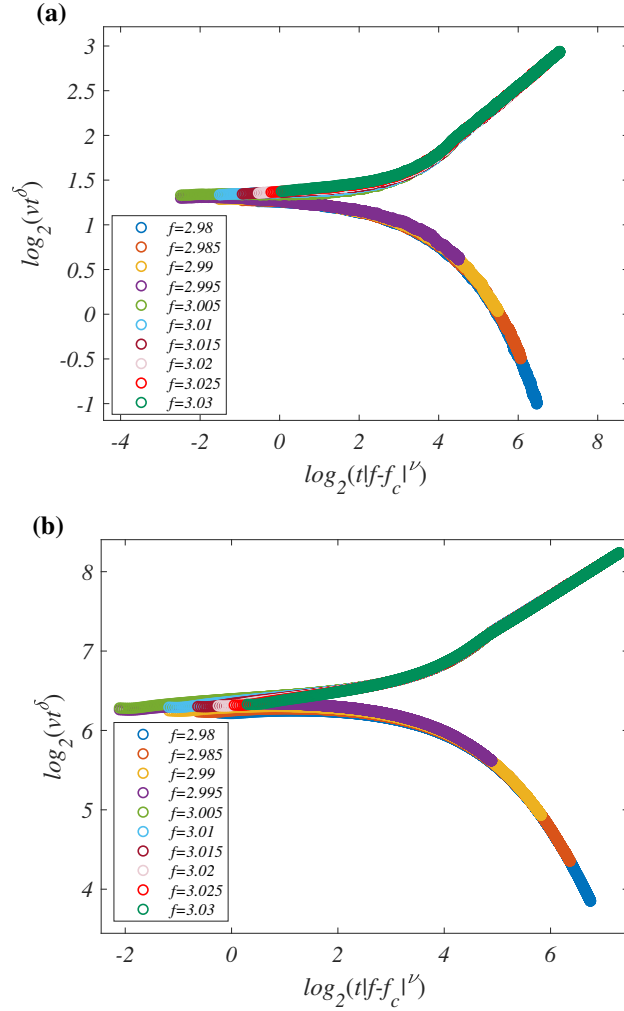 (a)
3
2.5
2
1.5
1
0.5
0
-0.5
-1
log2(vt^δ)
f=2.98
f=2.985
f=2.99
f=2.995
f=3.005
f=3.01
f=3.015
f=3.02
f=3.025
f=3.03
-4 -2 0 2 4 6 8
log2(t|f-fc|^ν)
(b)
8
7
6
5
4
log2(vt^δ)
f=2.98
f=2.985
f=2.99
f=2.995
f=3.005
f=3.01
f=3.015
f=3.02
f=3.025
f=3.03
-2 0 2 4 6
log2(t|f-fc|^ν)